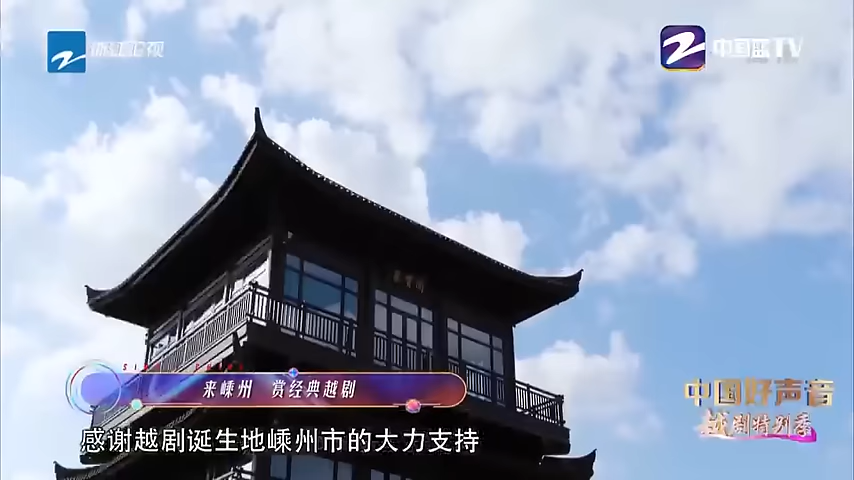 浙江卫视
中国蓝TV
来嵊州 赏经典越剧
感谢越剧诞生地嵊州市的大力支持
中国好声音
越剧特别季